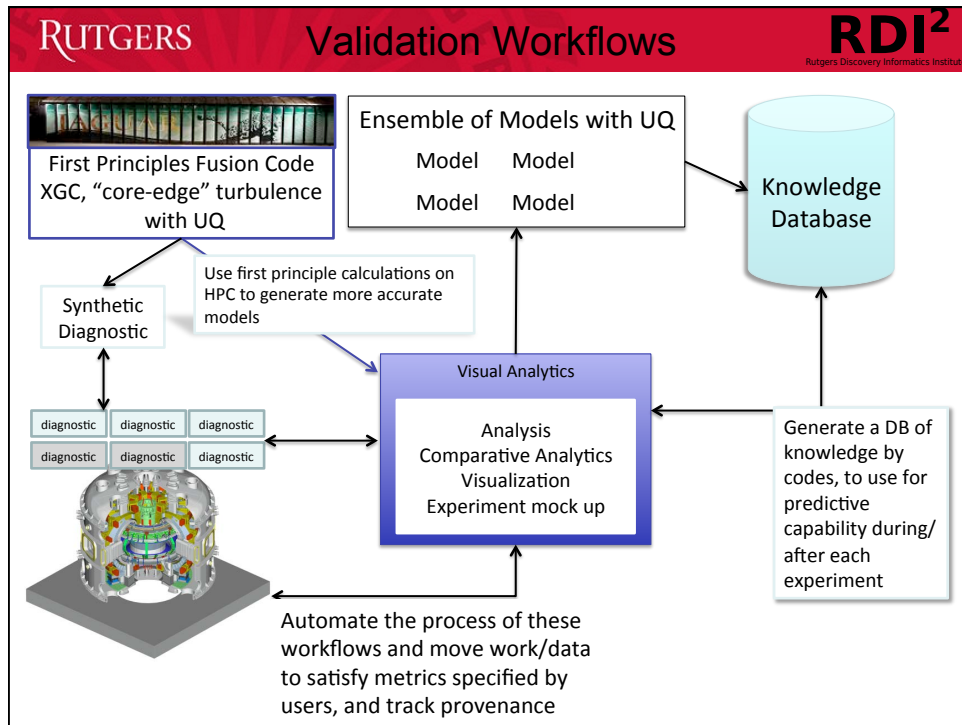 RUTGERS
Validation Workflows
RDI²
Rutgers Discovery Informatics Institut
JAGUAR
First Principles Fusion Code
XGC, “core-edge” turbulence
with UQ
Ensemble of Models with UQ
Model Model
Model Model
Knowledge
Database
Use first principle calculations on
HPC to generate more accurate
models
Synthetic
Diagnostic
diagnostic diagnostic diagnostic
diagnostic diagnostic diagnostic
Visual Analytics
Analysis
Comparative Analytics
Visualization
Experiment mock up
Generate a DB of
knowledge by
codes, to use for
predictive
capability during/
after each
experiment
Automate the process of these
workflows and move work/data
to satisfy metrics specified by
users, and track provenance